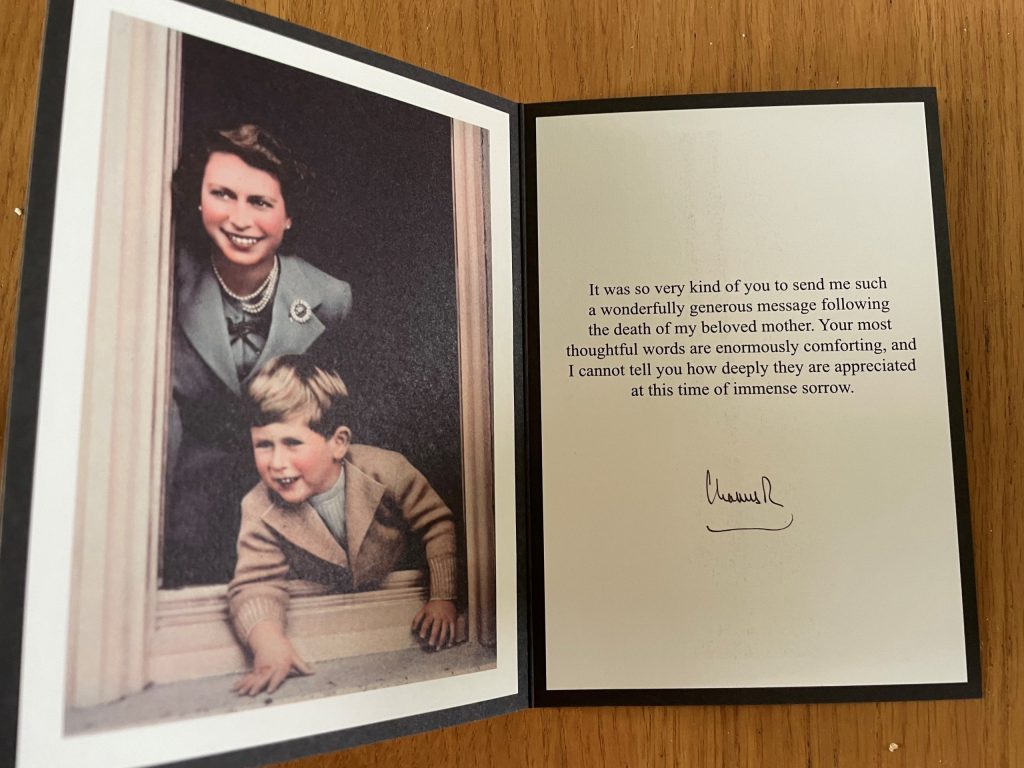 It was so very kind of you to send me such
a wonderfully generous message following
the death of my beloved mother. Your most
thoughtful words are enormously comforting, and
I cannot tell you how deeply they are appreciated
at this time of immense sorrow.
Charles R